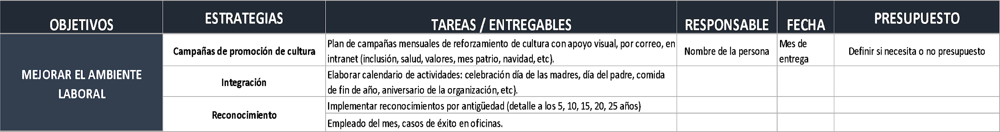 OBJETIVOS
ESTRATEGIAS
TAREAS / ENTREGABLES
RESPONSABLE
FECHA
PRESUPUESTO
MEJORAR EL AMBIENTE
LABORAL
Campañas de promoción de cultura
Plan de campañas mensuales de reforzamiento de cultura con apoyo visual, por correo, en
intranet (inclusión, salud, valores, mes patrio, navidad, etc).
Nombre de la persona
Mes de
entrega
Definir si necesita o no presupuesto
Integración
Elaborar calendario de actividades: celebración día de las madres, día del padre, comida
de fin de año, aniversario de la organización, etc).
Reconocimiento
Implementar reconocimientos por antigüedad (detalle a los 5, 10, 15, 20, 25 años)
Empleado del mes, casos de éxito en oficinas.